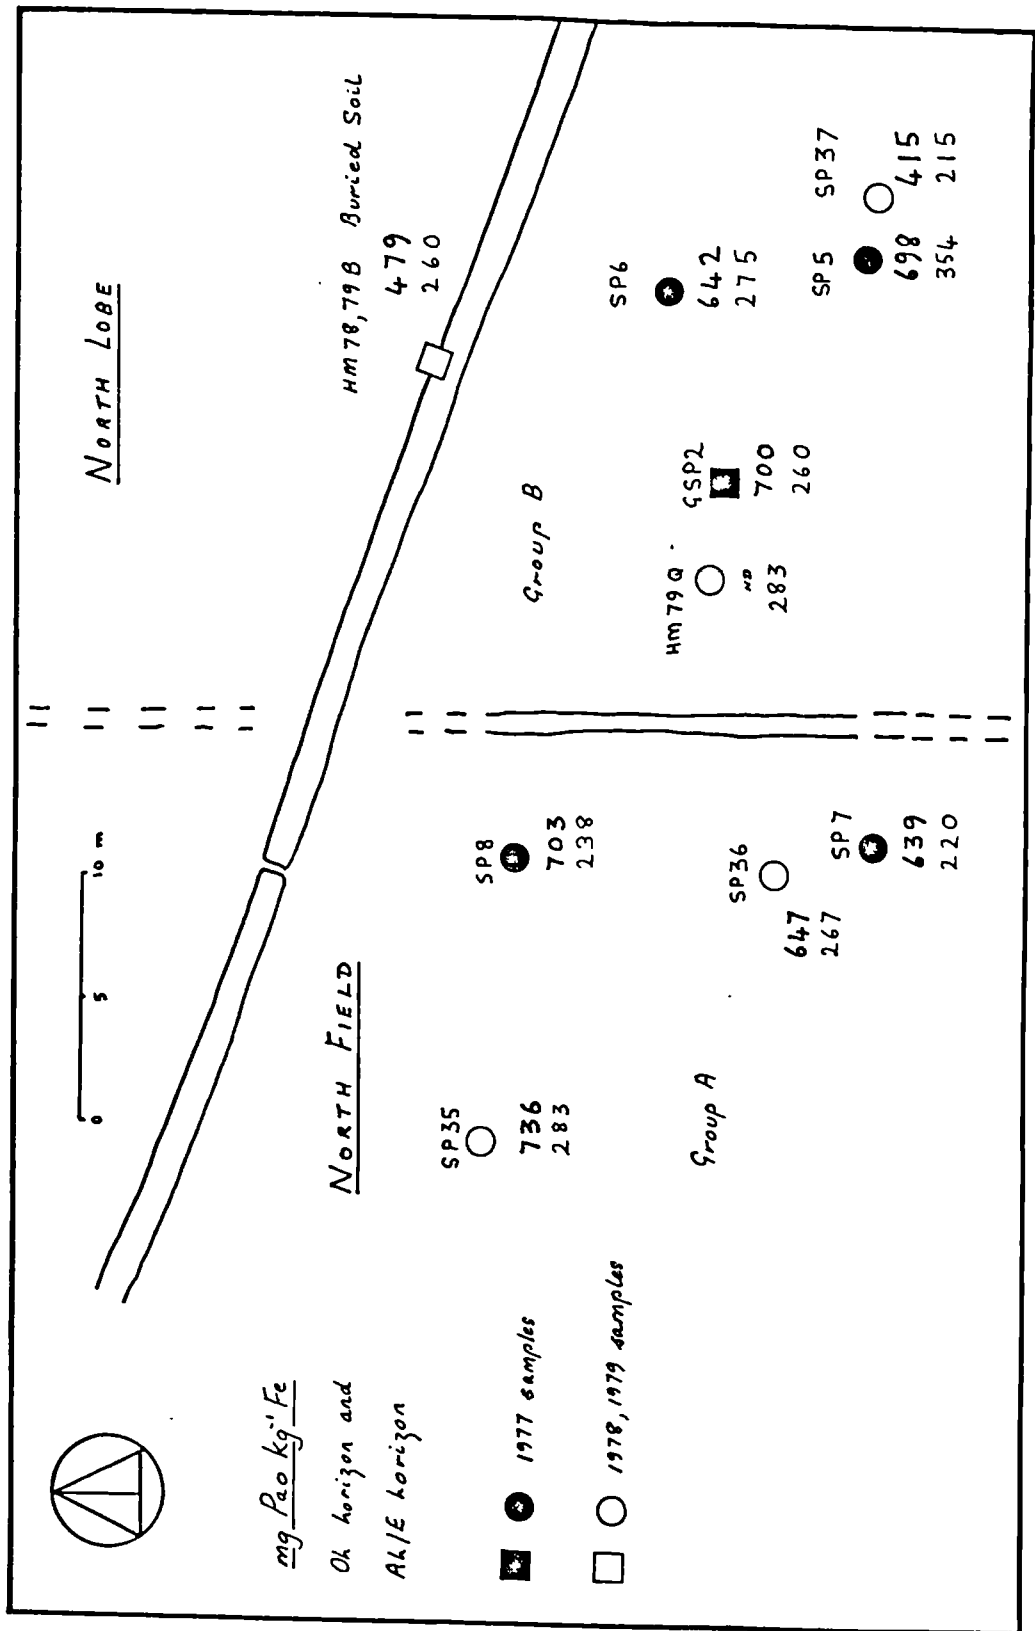 mg Pao kg⁻¹ Fe
Oh horizon and
Ah/E horizon
1977 samples
1978, 1979 samples
0 5 10 m
NORTH FIELD
SP35
736
283
Group A
SP8
703
238
SP36
647
267
SP7
639
220
NORTH LOBE
HM78,79B Buried Soil
479
260
Group B
HM79Q
ND
283
GSP2
700
260
SP6
642
275
SP5
698
354
SP37
415
215